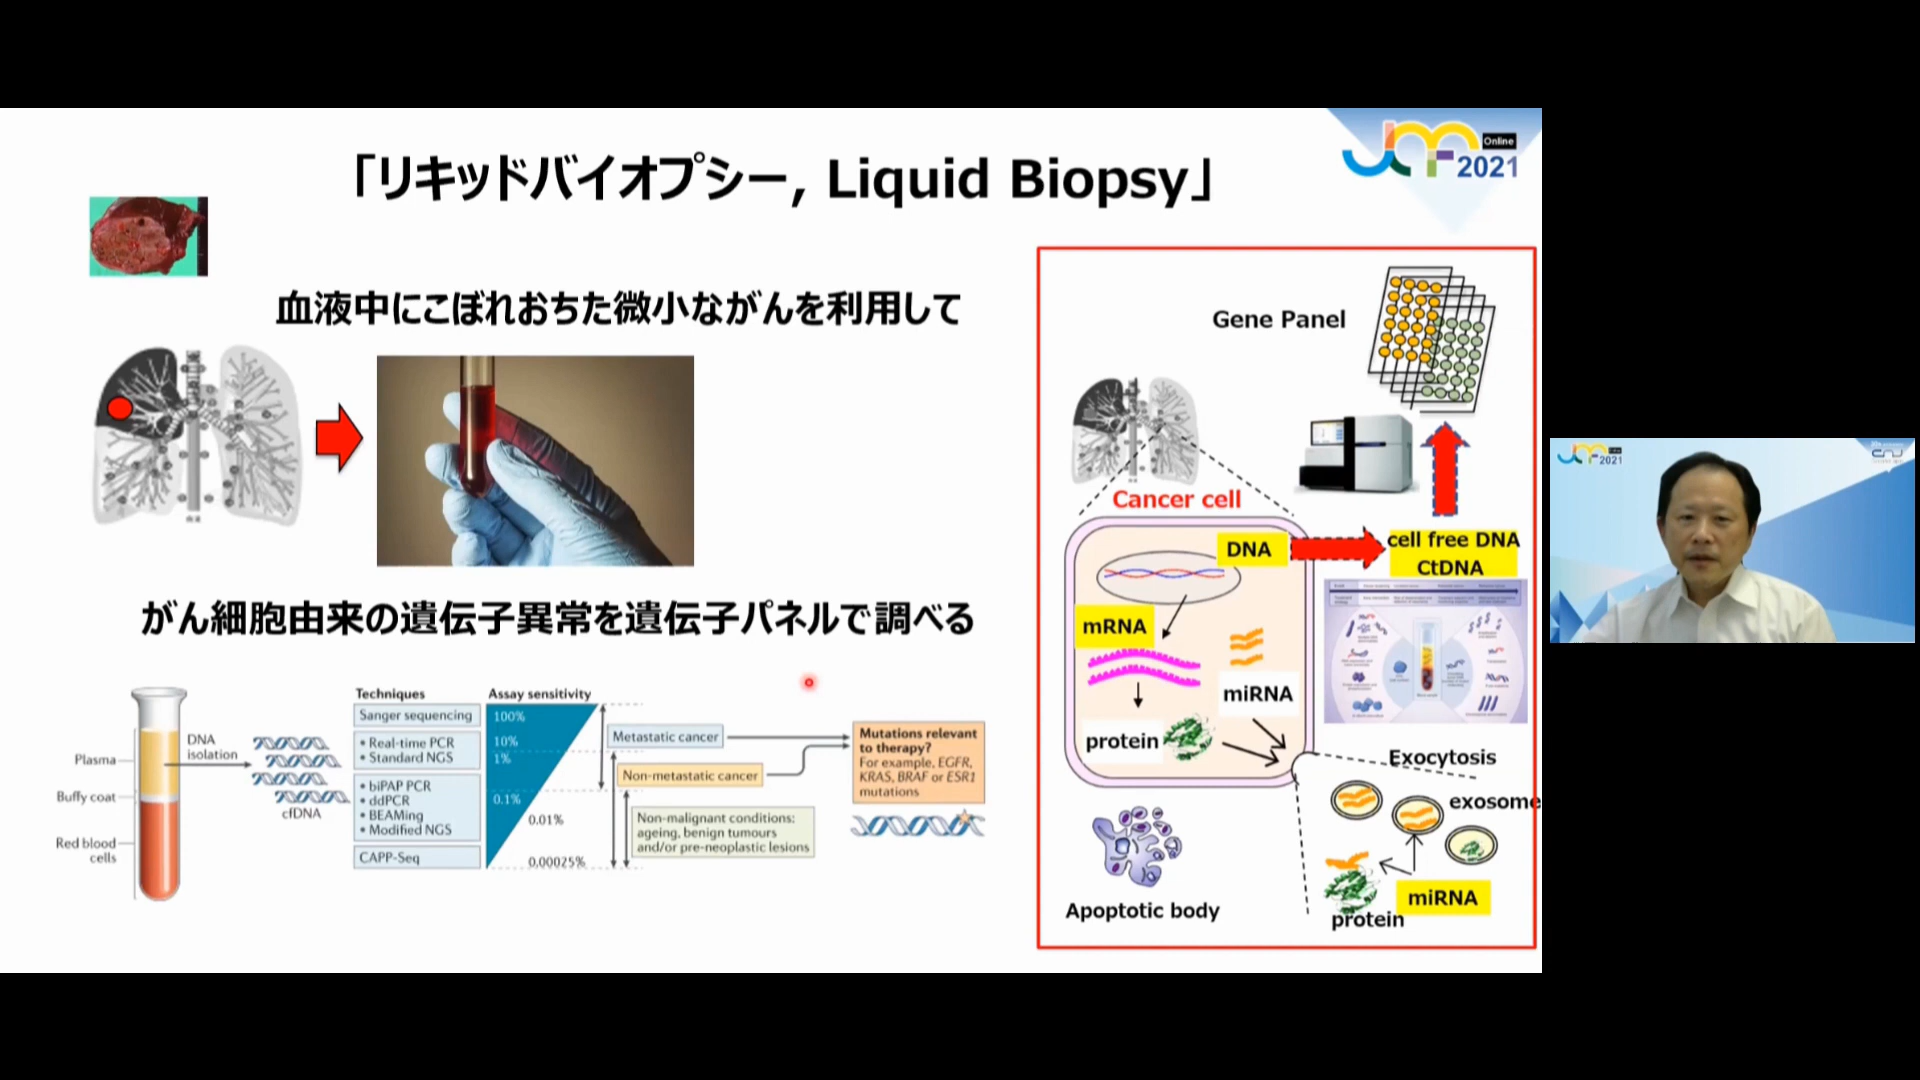 「リキッドバイオプシー, Liquid Biopsy」
Online
2021
血液中にこぼれおちた微小ながんを利用して
がん細胞由来の遺伝子異常を遺伝子パネルで調べる
Plasma
Buffy coat
Red blood
cells
DNA
isolation
cfDNA
Techniques
Sanger sequencing
• Real-time PCR
• Standard NGS
• biPAP PCR
• ddPCR
• BEAMing
• Modified NGS
CAPP-Seq
Assay sensitivity
100%
10%
1%
0.1%
0.01%
0.00025%
Metastatic cancer
Non-metastatic cancer
Non-malignant conditions:
ageing, benign tumours
and/or pre-neoplastic lesions
Mutations relevant
to therapy?
For example, EGFR,
KRAS, BRAF or ESR1
mutations
Gene Panel
Cancer cell
DNA
cell free DNA
CtDNA
mRNA
miRNA
protein
Exocytosis
exosome
miRNA
protein
Apoptotic body
2021